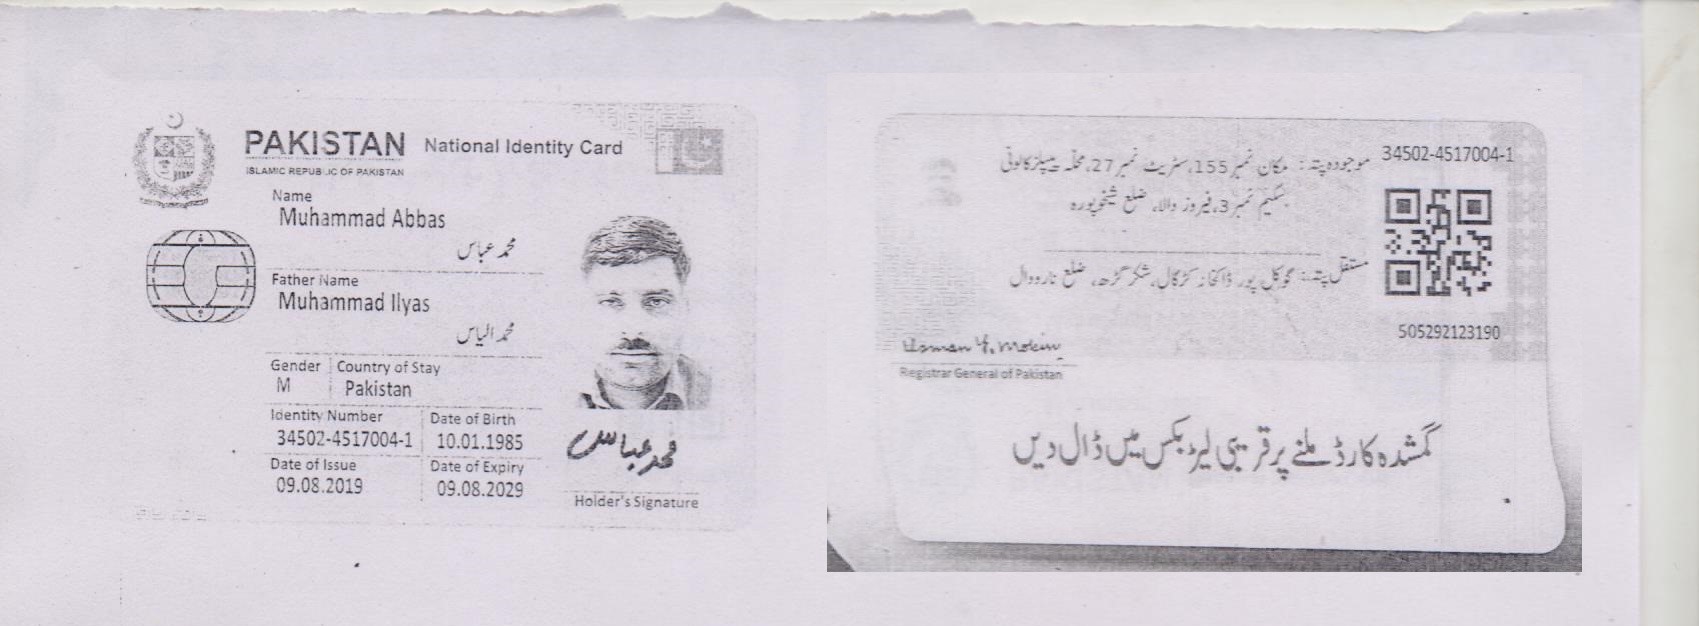 PAKISTAN National Identity Card
ISLAMIC REPUBLIC OF PAKISTAN
Name
Muhammad Abbas
محمد عباس
Father Name
Muhammad Ilyas
محمد الیاس
Gender Country of Stay
M Pakistan
Identity Number Date of Birth
34502-4517004-1 10.01.1985
Date of Issue Date of Expiry
09.08.2019 09.08.2029
محمد عباس
Holder's Signature
34502-4517004-1
موجودہ پتہ: مکان نمبر 155، سٹریٹ نمبر 27، محلہ پیپلز کالونی
سکیم نمبر 3، فیروز والا، ضلع شیخوپورہ
مستقل پتہ: گوکل پور ڈاکخانہ کڑگال، شکر گڑھ، ضلع نارووال
505292123190
Usman Y. Mobin
Registrar General of Pakistan
گمشدہ کارڈ ملنے پر قریبی لیٹر بکس میں ڈال دیں